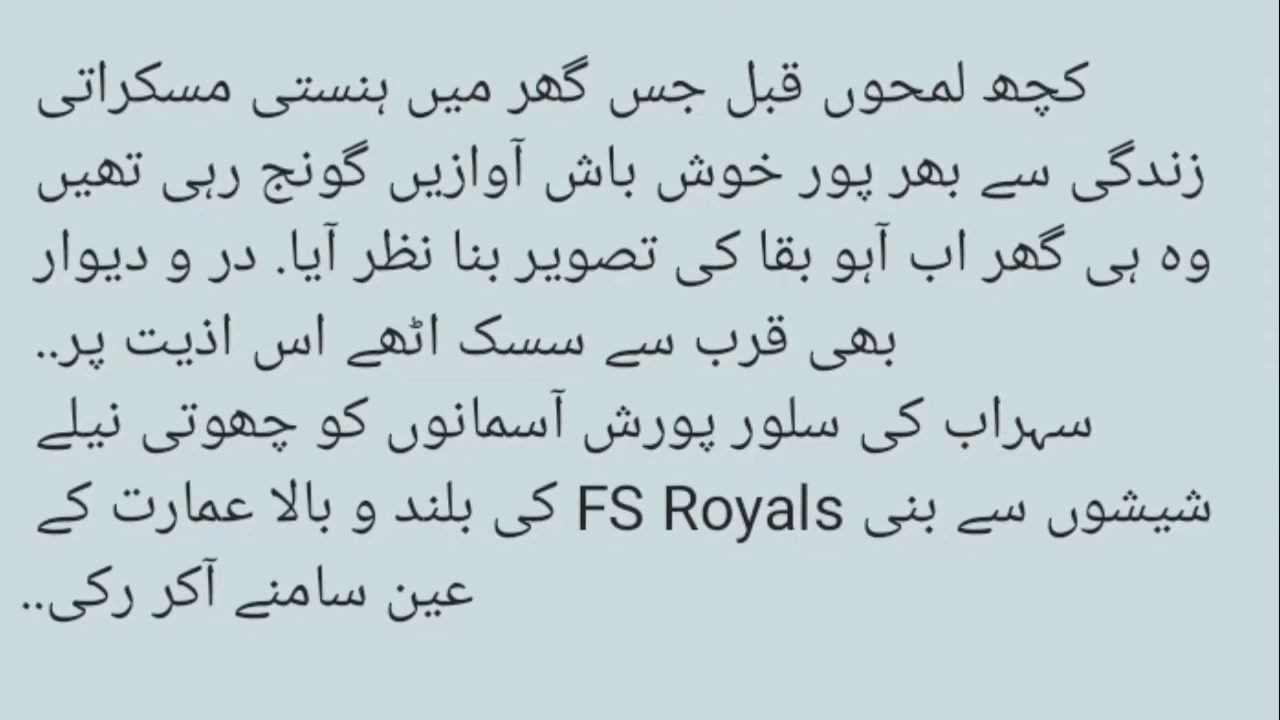 کچھ لمحوں قبل جس گھر میں ہنستی مسکراتی
زندگی سے بھر پور خوش باش آوازیں گونج رہی تھیں
وہ ہی گھر اب آہو بقا کی تصویر بنا نظر آیا. در و دیوار
بھی قرب سے سسک اٹھے اس اذیت پر..
سہراب کی سلور پورش آسمانوں کو چھوتی نیلے
شیشوں سے بنی FS Royals کی بلند و بالا عمارت کے
عین سامنے آکر رکی..